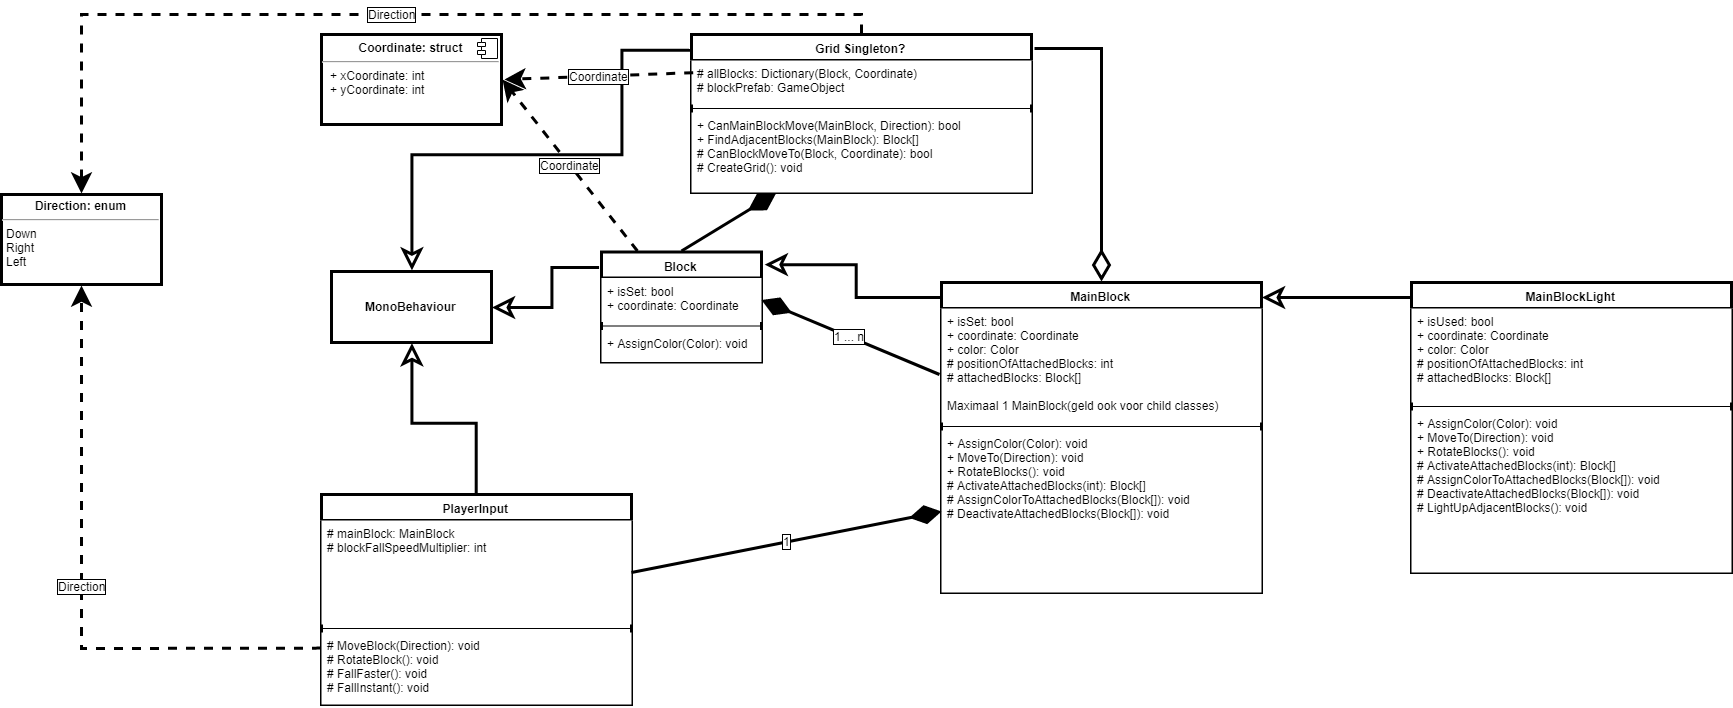 Direction
Coordinate: struct
+ xCoordinate: int
+ yCoordinate: int
Coordinate
Coordinate
Grid Singleton?
# allBlocks: Dictionary(Block, Coordinate)
# blockPrefab: GameObject
+ CanMainBlockMove(MainBlock, Direction): bool
+ FindAdjacentBlocks(MainBlock): Block[]
# CanBlockMoveTo(Block, Coordinate): bool
# CreateGrid(): void
Direction: enum
Down
Right
Left
MonoBehaviour
Block
+ isSet: bool
+ coordinate: Coordinate
+ AssignColor(Color): void
1 ... n
MainBlock
+ isSet: bool
+ coordinate: Coordinate
+ color: Color
# positionOfAttachedBlocks: int
# attachedBlocks: Block[]
Maximaal 1 MainBlock(geld ook voor child classes)
+ AssignColor(Color): void
+ MoveTo(Direction): void
+ RotateBlocks(): void
# ActivateAttachedBlocks(int): Block[]
# AssignColorToAttachedBlocks(Block[]): void
# DeactivateAttachedBlocks(Block[]): void
MainBlockLight
+ isUsed: bool
+ coordinate: Coordinate
+ color: Color
# positionOfAttachedBlocks: int
# attachedBlocks: Block[]
+ AssignColor(Color): void
+ MoveTo(Direction): void
+ RotateBlocks(): void
# ActivateAttachedBlocks(int): Block[]
# AssignColorToAttachedBlocks(Block[]): void
# DeactivateAttachedBlocks(Block[]): void
# LightUpAdjacentBlocks(): void
Direction
PlayerInput
# mainBlock: MainBlock
# blockFallSpeedMultiplier: int
# MoveBlock(Direction): void
# RotateBlock(): void
# FallFaster(): void
# FallInstant(): void
1